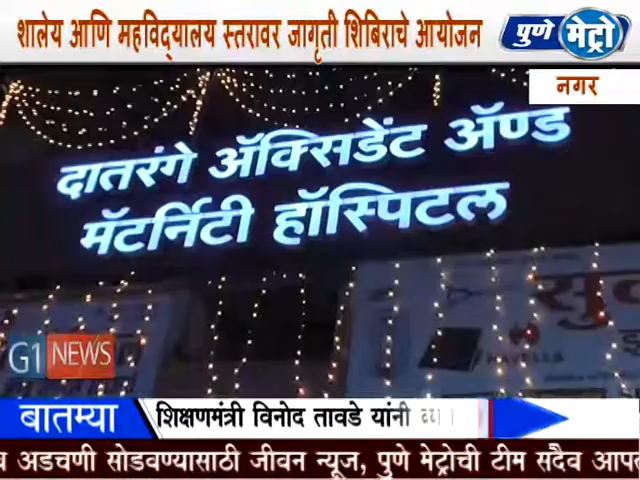 शालेय आणि महविद्यालय स्तरावर जागृती शिबिराचे आयोजन
पुणे मेट्रो
नगर
दातरंगे ॲक्सिडेंट ॲण्ड
मॅटर्निटी हॉस्पिटल
HAVELLS
G1 NEWS
बातम्या
शिक्षणमंत्री विनोद तावडे यांनी
अडचणी सोडवण्यासाठी जीवन न्यूज, पुणे मेट्रोची टीम सदैव